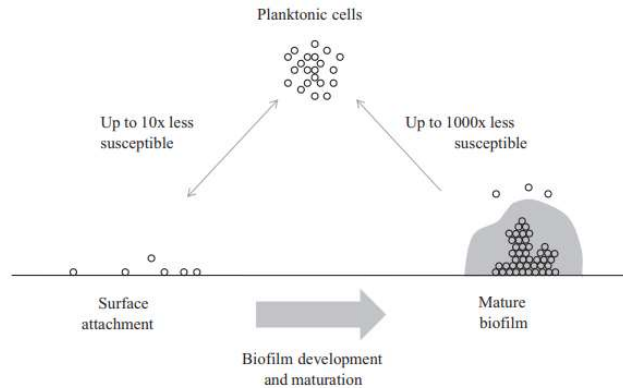 Planktonic cells
Up to 10x less
susceptible
Up to 1000x less
susceptible
Surface
attachment
Mature
biofilm
Biofilm development
and maturation